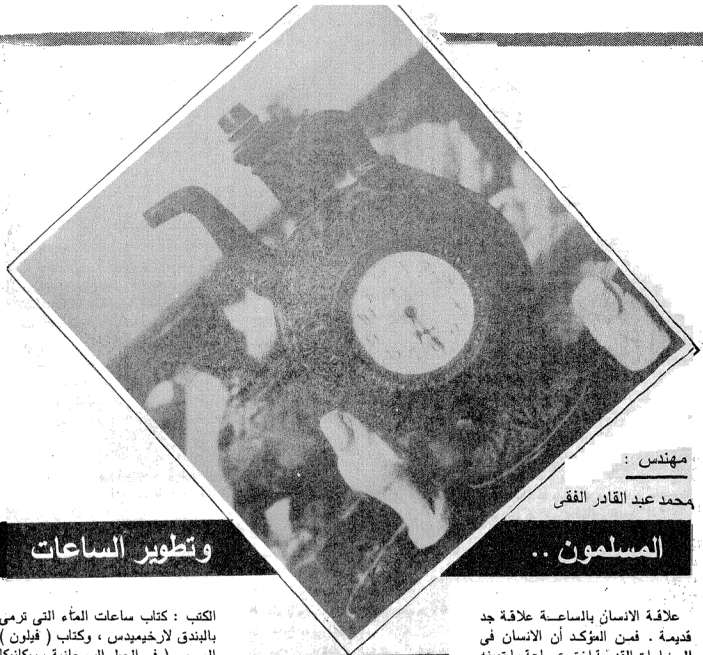 مهندس :
محمد عبد القادر الفقى
المسلمون .. وتطوير الساعات
علاقة الانسان بالساعـــة علاقة جد
قديمة . فمن المؤكد أن الانسان فى
الكتب : كتاب ساعات الماء التى ترمى
بالبندق لارخيميدس ، وكتاب ( فيلون )